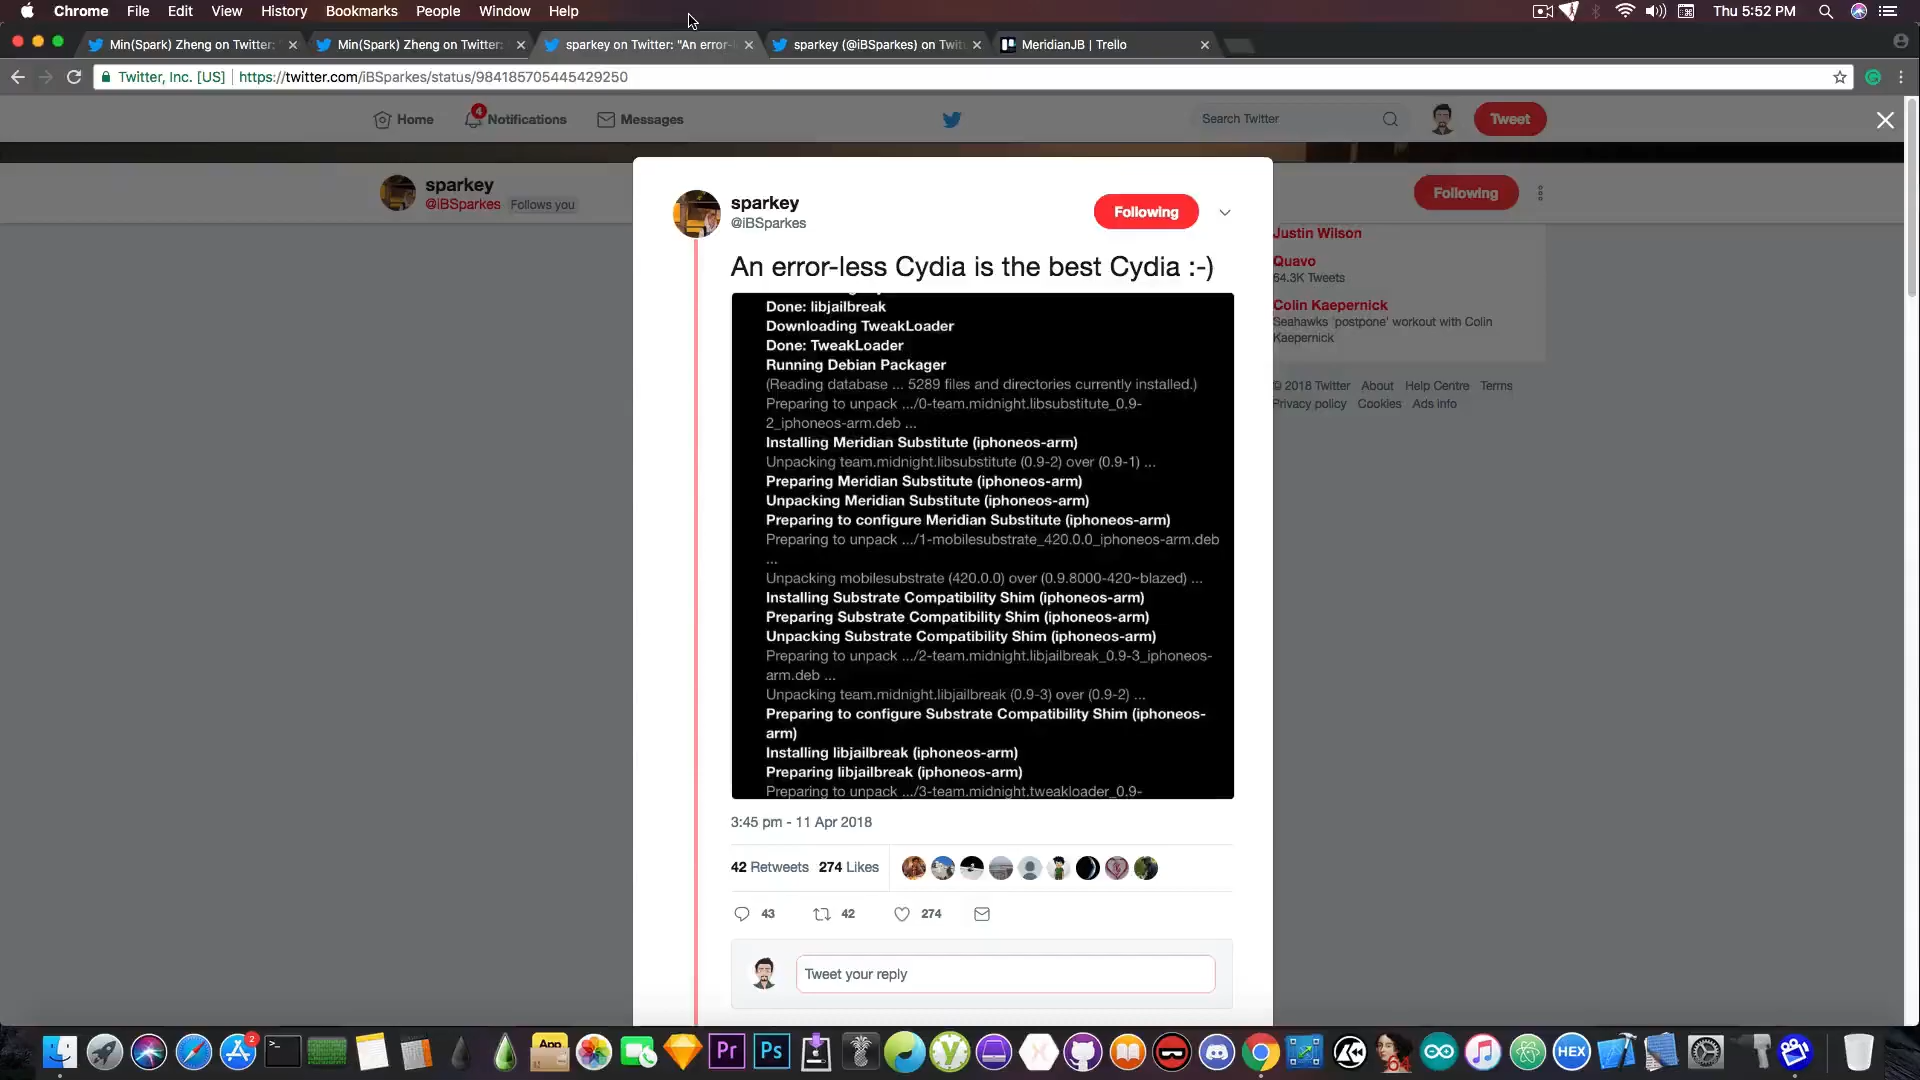 Chrome File Edit View History Bookmarks People Window Help
Thu 5:52 PM
Min(Spark) Zheng on Twitter:
Min(Spark) Zheng on Twitter:
sparkey on Twitter: "An error-
sparkey (@iBSparkes) on Twit
MeridianJB | Trello
Twitter, Inc. [US] https://twitter.com/iBSparkes/status/984185705445429250
Home
4
Notifications
Messages
Search Twitter
Tweet
sparkey
@iBSparkes Follows you
Following
sparkey
@iBSparkes
Following
An error-less Cydia is the best Cydia :-)
Done: libjailbreak
Downloading TweakLoader
Done: TweakLoader
Running Debian Packager
(Reading database ... 5289 files and directories currently installed.)
Preparing to unpack .../0-team.midnight.libsubstitute_0.9-
2_iphoneos-arm.deb ...
Installing Meridian Substitute (iphoneos-arm)
Unpacking team.midnight.libsubstitute (0.9-2) over (0.9-1) ...
Preparing Meridian Substitute (iphoneos-arm)
Unpacking Meridian Substitute (iphoneos-arm)
Preparing to configure Meridian Substitute (iphoneos-arm)
Preparing to unpack .../1-mobilesubstrate_420.0.0_iphoneos-arm.deb
...
Unpacking mobilesubstrate (420.0.0) over (0.9.8000-420~blazed) ...
Installing Substrate Compatibility Shim (iphoneos-arm)
Preparing Substrate Compatibility Shim (iphoneos-arm)
Unpacking Substrate Compatibility Shim (iphoneos-arm)
Preparing to unpack .../2-team.midnight.libjailbreak_0.9-3_iphoneos-
arm.deb ...
Unpacking team.midnight.libjailbreak (0.9-3) over (0.9-2) ...
Preparing to configure Substrate Compatibility Shim (iphoneos-
arm)
Installing libjailbreak (iphoneos-arm)
Preparing libjailbreak (iphoneos-arm)
Preparing to unpack .../3-team.midnight.tweakloader_0.9-
3:45 pm - 11 Apr 2018
42 Retweets 274 Likes
43 42 274
Tweet your reply
Justin Wilson
Quavo
64.3K Tweets
Colin Kaepernick
Seahawks 'postpone' workout with Colin
Kaepernick
© 2018 Twitter About Help Centre Terms
Privacy policy Cookies Ads info
2
App
Pr
Ps
64
HEX